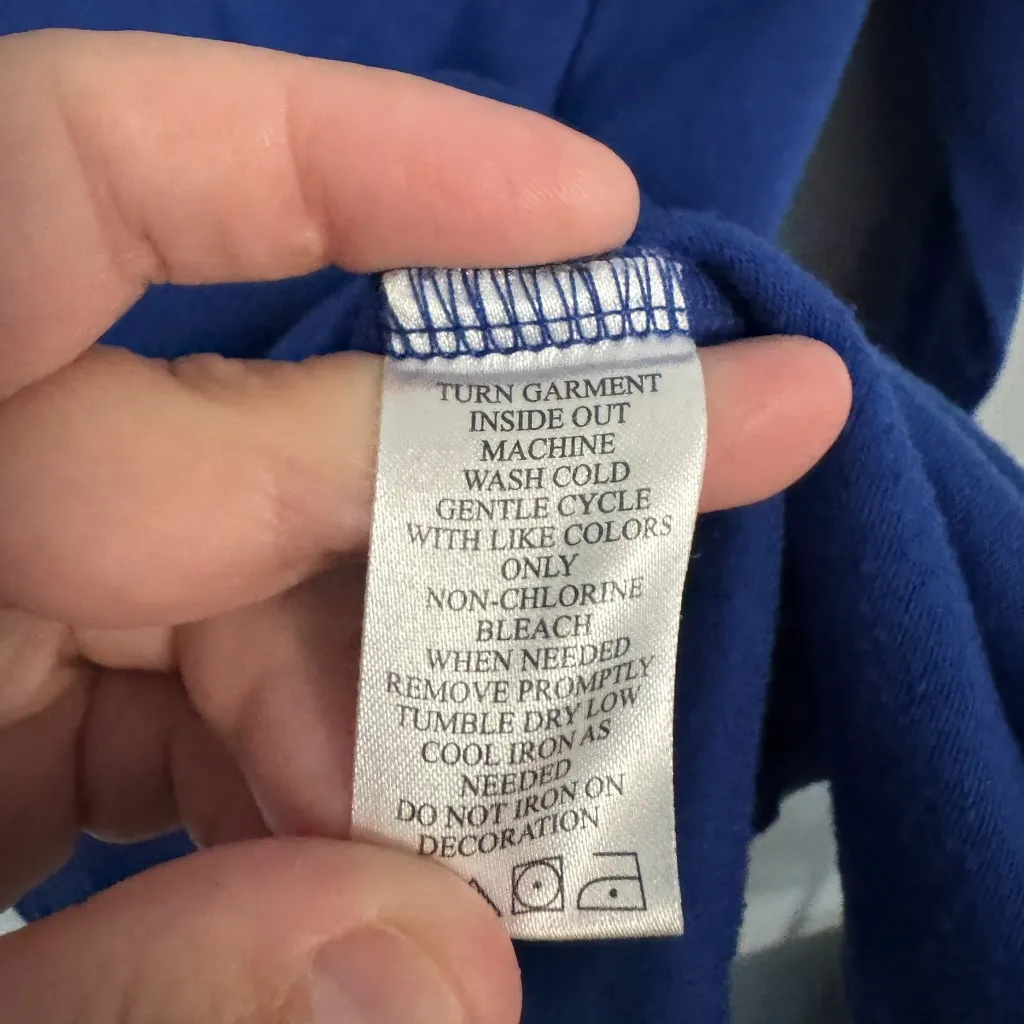 TURN GARMENT
INSIDE OUT
MACHINE
WASH COLD
GENTLE CYCLE
WITH LIKE COLORS
ONLY
NON-CHLORINE
BLEACH
WHEN NEEDED
REMOVE PROMPTLY
TUMBLE DRY LOW
COOL IRON AS
NEEDED
DO NOT IRON ON
DECORATION